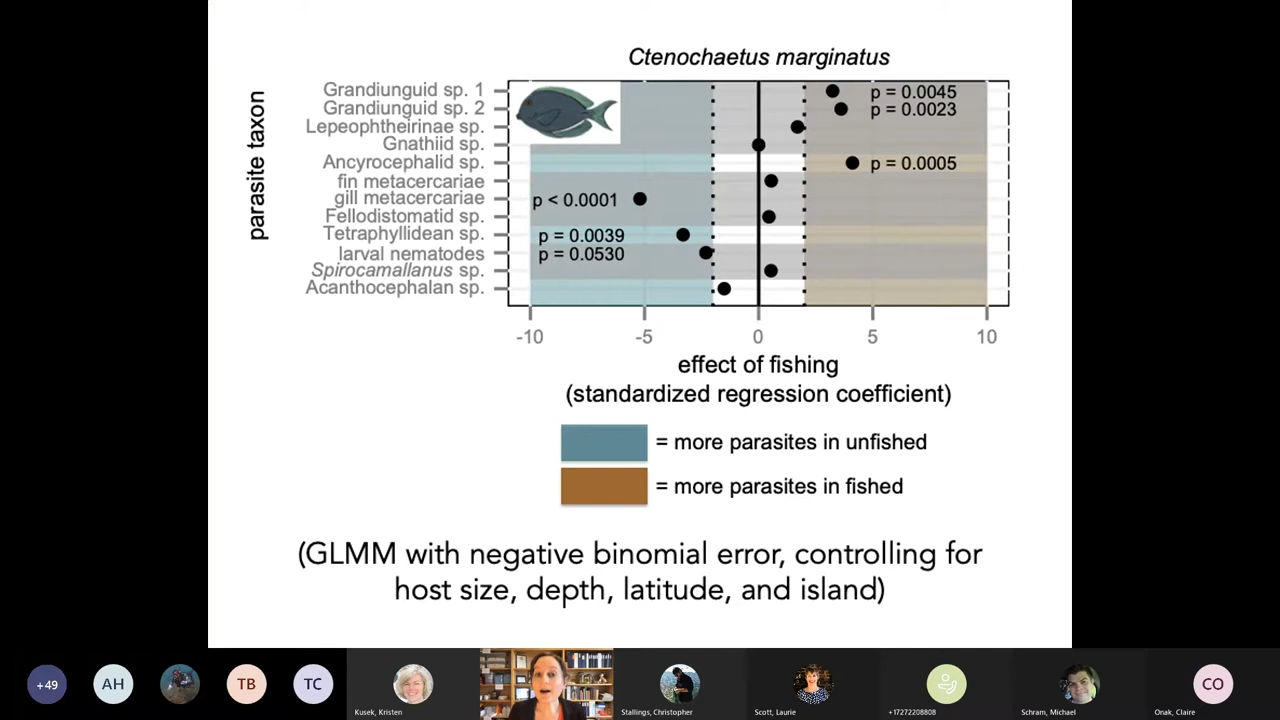 Ctenochaetus marginatus
parasite taxon
Grandiunguid sp. 1
Grandiunguid sp. 2
Lepeophtheirinae sp.
Gnathiid sp.
Ancyrocephalid sp.
fin metacercariae
gill metacercariae
Fellodistomatid sp.
Tetraphyllidean sp.
larval nematodes
Spirocamallanus sp.
Acanthocephalan sp.
p = 0.0045
p = 0.0023
p = 0.0005
p < 0.0001
p = 0.0039
p = 0.0530
-10 -5 0 5 10
effect of fishing
(standardized regression coefficient)
= more parasites in unfished
= more parasites in fished
(GLMM with negative binomial error, controlling for
host size, depth, latitude, and island)
+49 AH TB TC CO
Kusek, Kristen Stallings, Christopher Scott, Laurie +17272208808 Schram, Michael Onak, Claire